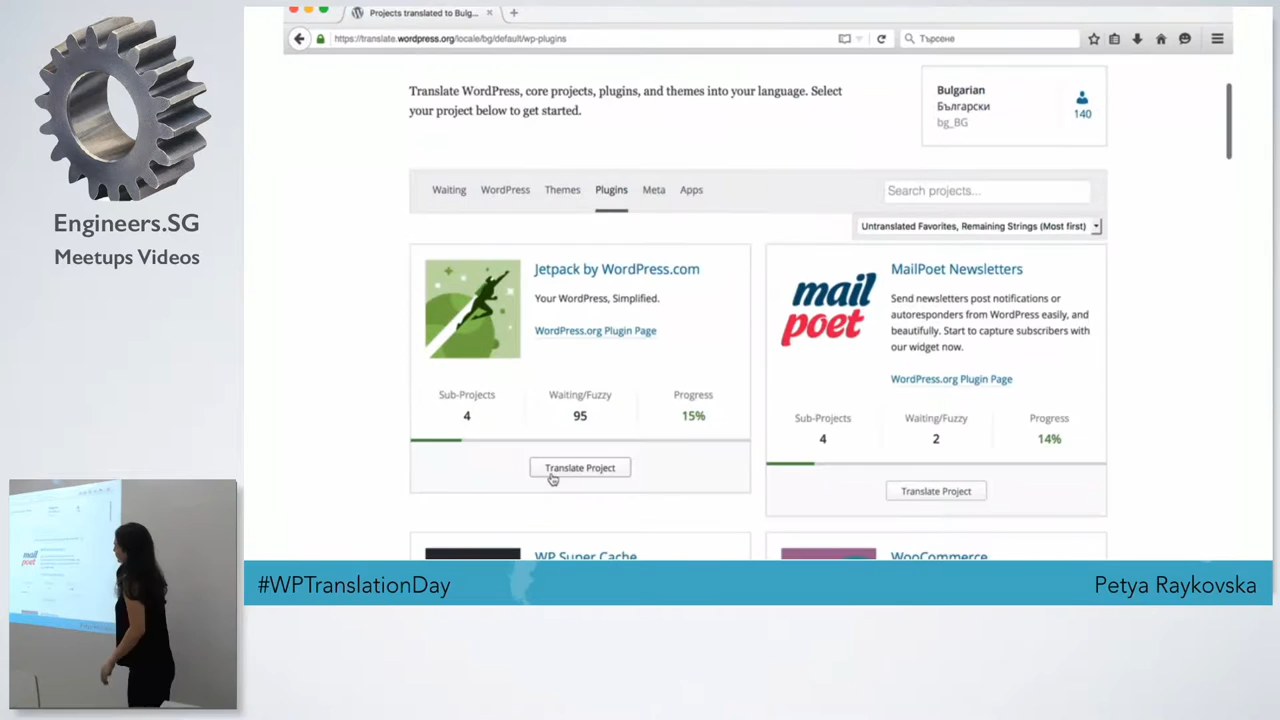 Engineers.SG
Meetups Videos
Projects translated to Bulg...
https://translate.wordpress.org/locale/bg/default/wp-plugins
Търсене
Translate WordPress, core projects, plugins, and themes into your language. Select
your project below to get started.
Bulgarian
Български
bg_BG
140
Waiting WordPress Themes Plugins Meta Apps
Search projects...
Untranslated Favorites, Remaining Strings (Most first)
Jetpack by WordPress.com
Your WordPress, Simplified.
WordPress.org Plugin Page
Sub-Projects Waiting/Fuzzy Progress
4 95 15%
Translate Project
mail
poet
MailPoet Newsletters
Send newsletters post notifications or
autoresponders from WordPress easily, and
beautifully. Start to capture subscribers with
our widget now.
WordPress.org Plugin Page
Sub-Projects Waiting/Fuzzy Progress
4 2 14%
Translate Project
WP Super Cache
WooCommerce
#WPTranslationDay
Petya Raykovska
mail
poet